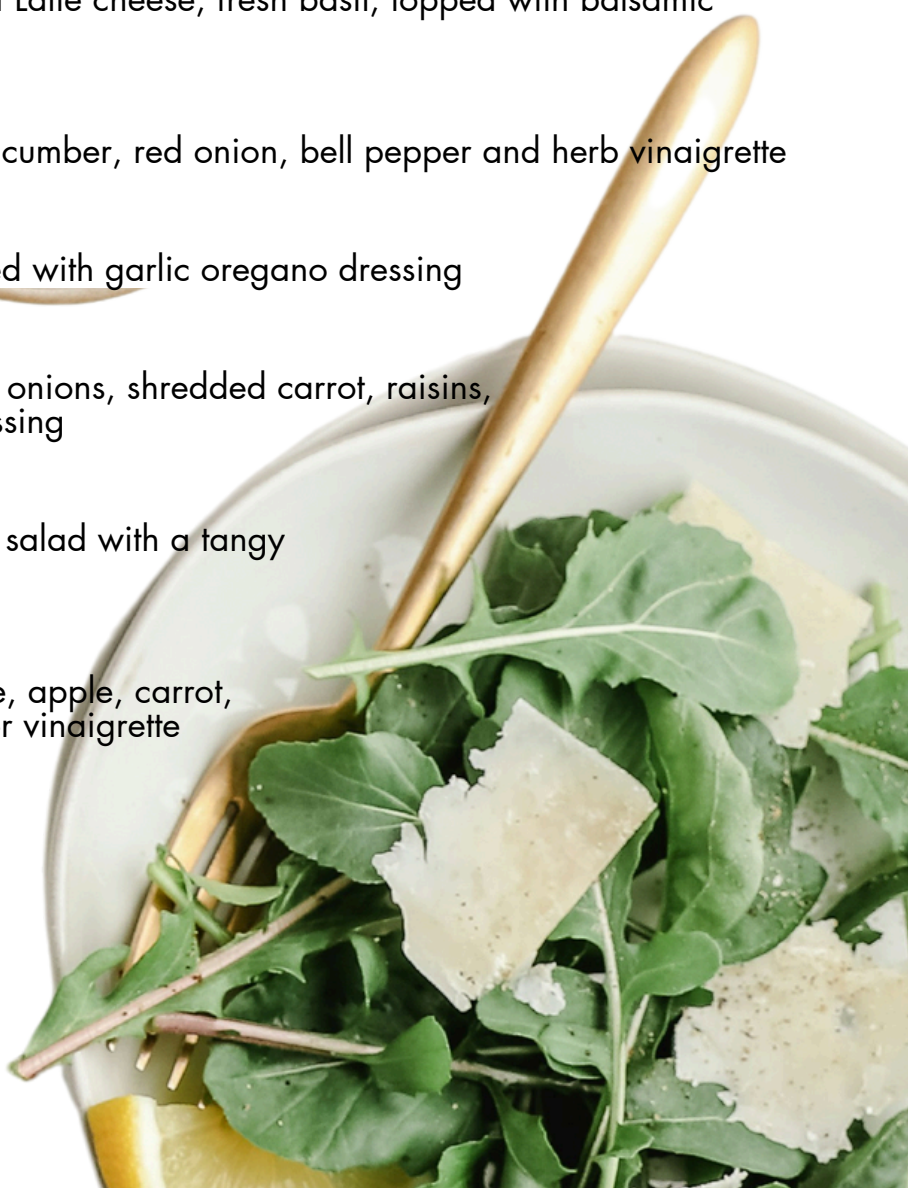 Latte cheese, fresh basil, topped with balsamic
cumber, red onion, bell pepper and herb vinaigrette
ed with garlic oregano dressing
onions, shredded carrot, raisins,
ssing
salad with a tangy
e, apple, carrot,
r vinaigrette